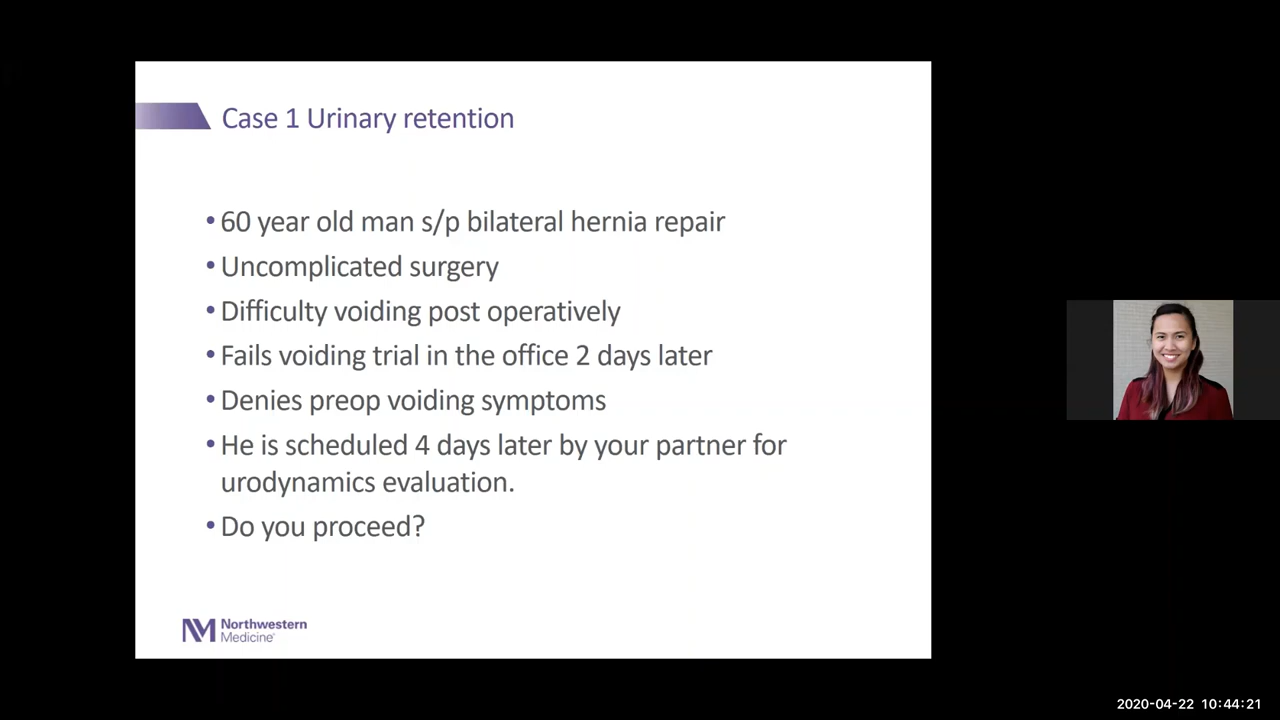 Case 1 Urinary retention
• 60 year old man s/p bilateral hernia repair
• Uncomplicated surgery
• Difficulty voiding post operatively
• Fails voiding trial in the office 2 days later
• Denies preop voiding symptoms
• He is scheduled 4 days later by your partner for
urodynamics evaluation.
• Do you proceed?
NM Northwestern
Medicine®
2020-04-22 10:44:21